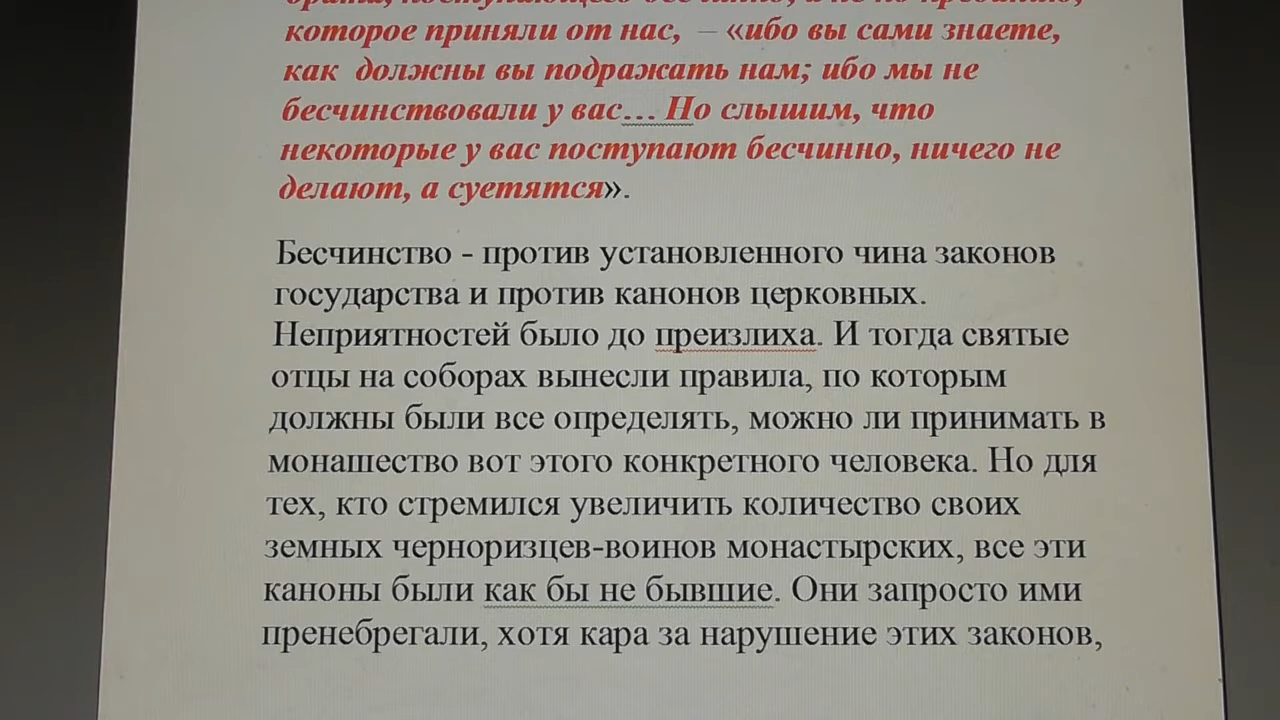 которое приняли от нас, – «ибо вы сами знаете,
как должны вы подражать нам; ибо мы не
бесчинствовали у вас… Но слышим, что
некоторые у вас поступают бесчинно, ничего не
делают, а суетятся».
Бесчинство - против установленного чина законов
государства и против канонов церковных.
Неприятностей было до преизлиха. И тогда святые
отцы на соборах вынесли правила, по которым
должны были все определять, можно ли принимать в
монашество вот этого конкретного человека. Но для
тех, кто стремился увеличить количество своих
земных черноризцев-воинов монастырских, все эти
каноны были как бы не бывшие. Они запросто ими
пренебрегали, хотя кара за нарушение этих законов,